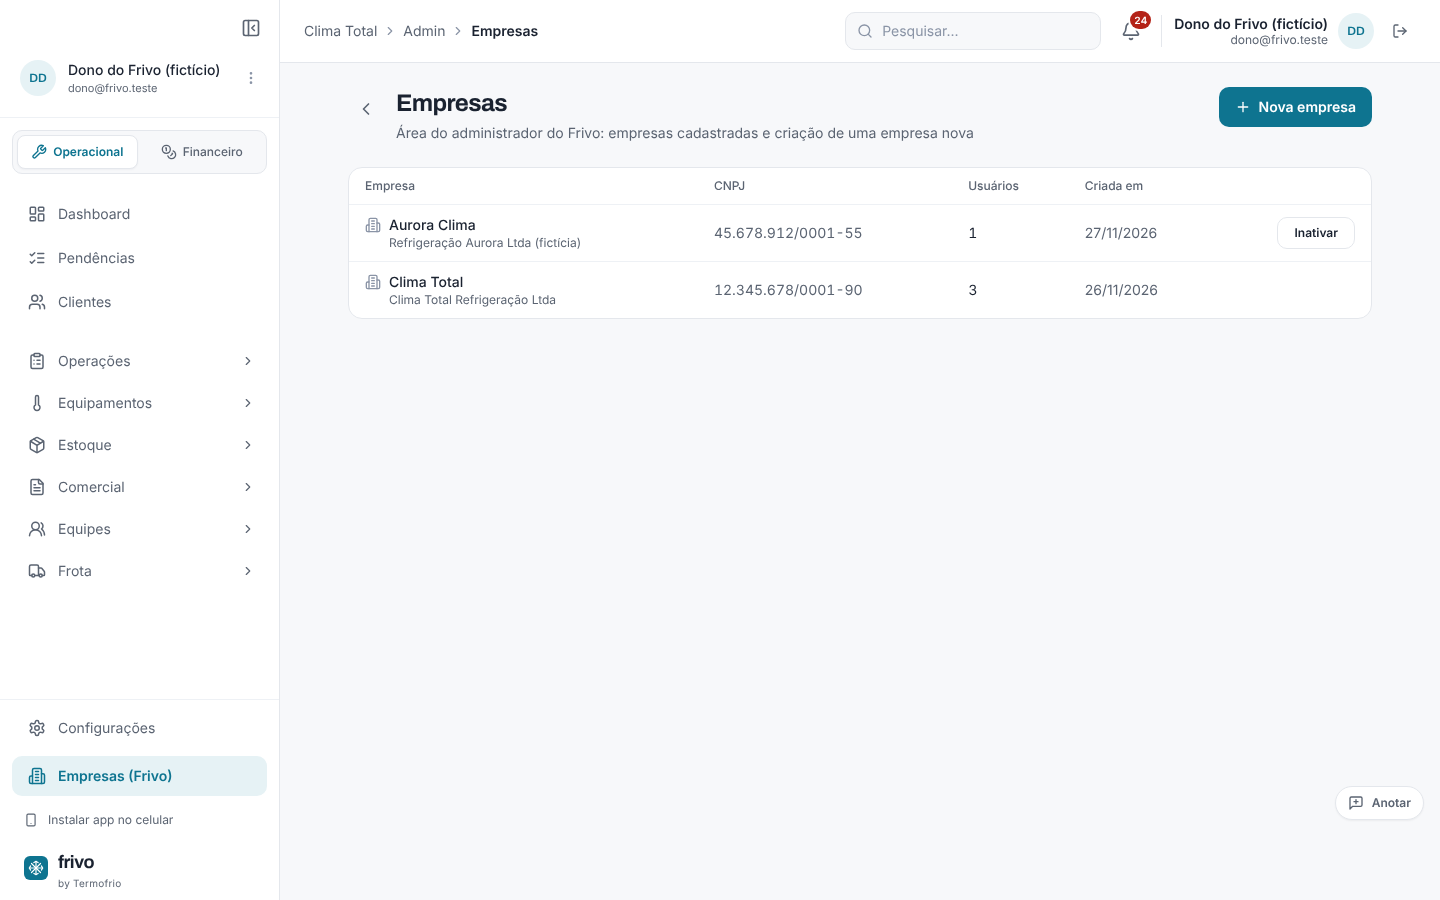 DD
Dono do Frivo (fictício)
dono@frivo.teste
Operacional
Financeiro
Dashboard
Pendências
Clientes
Operações
Equipamentos
Estoque
Comercial
Equipes
Frota
Configurações
Empresas (Frivo)
Instalar app no celular
frivo
by Termofrio
Clima Total > Admin > Empresas
Pesquisar...
24
Dono do Frivo (fictício)
dono@frivo.teste
DD
Empresas
Área do administrador do Frivo: empresas cadastradas e criação de uma empresa nova
Nova empresa
Empresa CNPJ Usuários Criada em
Aurora Clima
Refrigeração Aurora Ltda (fictícia)
45.678.912/0001-55 1 27/11/2026 Inativar
Clima Total
Clima Total Refrigeração Ltda
12.345.678/0001-90 3 26/11/2026
Anotar